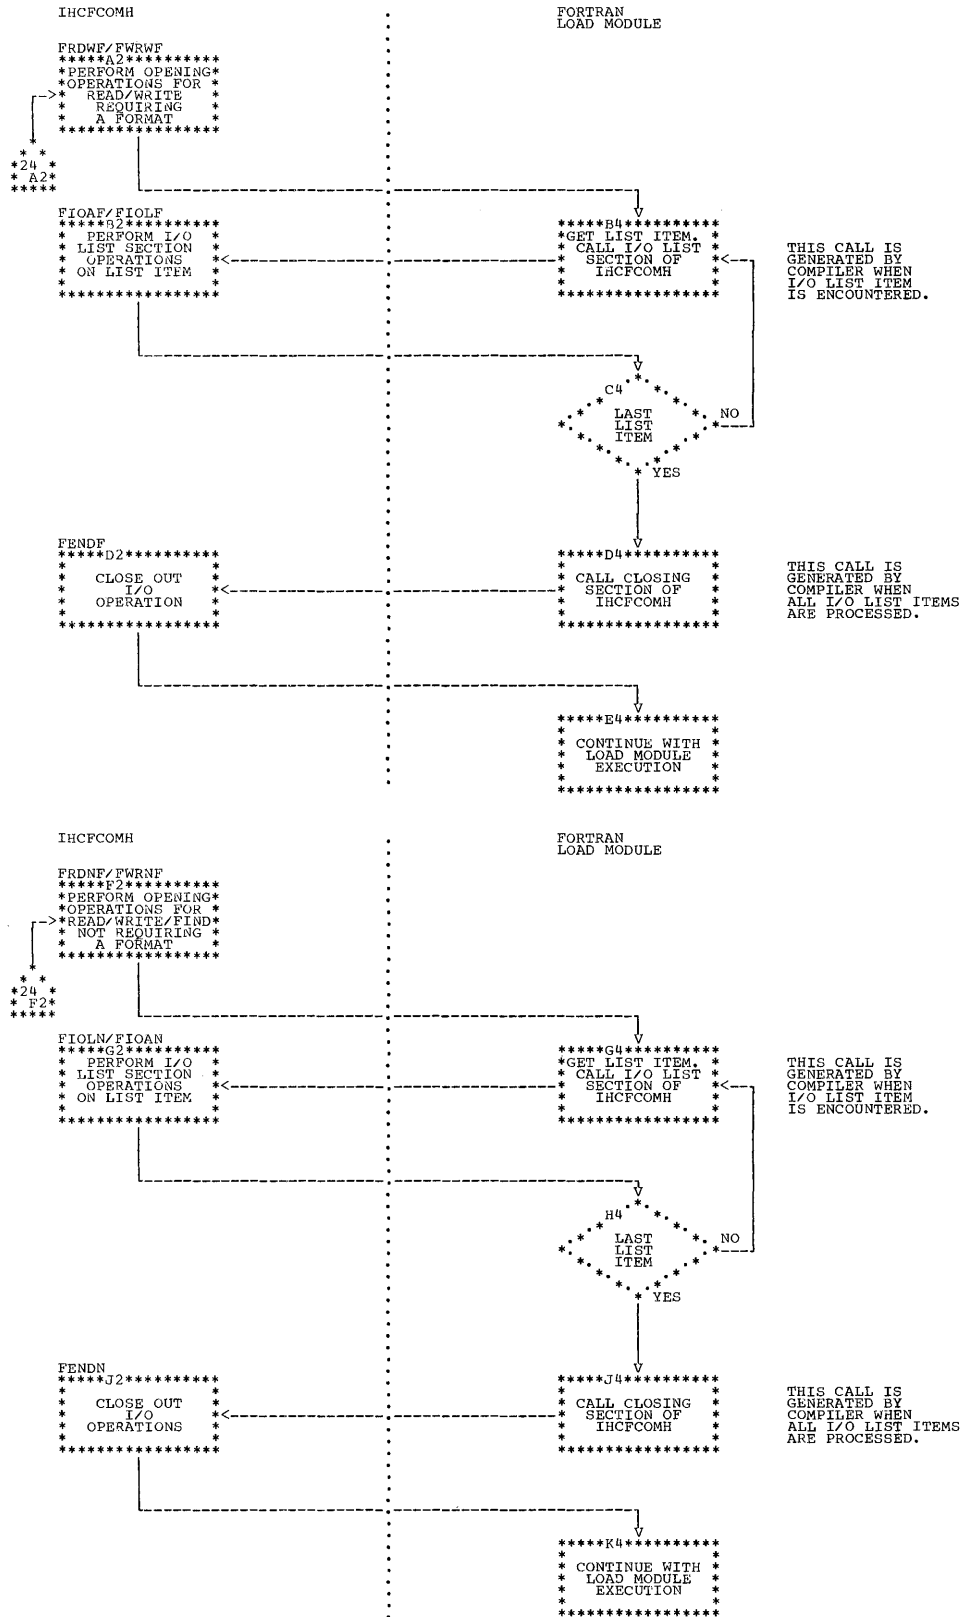 IHCFCOMH
FORTRAN
LOAD MODULE
FRDWF/FWRWF
*****A2**********
*PERFORM OPENING*
*OPERATIONS FOR *
* READ/WRITE *
* REQUIRING *
* A FORMAT *
*****************
*24 *
* A2*
*****
FIOAF/FIOLF
*****B2**********
* PERFORM I/O *
* LIST SECTION *
* OPERATIONS *
* ON LIST ITEM *
*****************
*****B4**********
*GET LIST ITEM. *
* CALL I/O LIST *
* SECTION OF *
* IHCFCOMH *
*****************
THIS CALL IS
GENERATED BY
COMPILER WHEN
I/O LIST ITEM
IS ENCOUNTERED.
C4
LAST
LIST
ITEM
NO
YES
FENDF
*****D2**********
* CLOSE OUT *
* I/O *
* OPERATION *
*****************
*****D4**********
* CALL CLOSING *
* SECTION OF *
* IHCFCOMH *
*****************
THIS CALL IS
GENERATED BY
COMPILER WHEN
ALL I/O LIST ITEMS
ARE PROCESSED.
*****E4**********
* CONTINUE WITH *
* LOAD MODULE *
* EXECUTION *
*****************
IHCFCOMH
FORTRAN
LOAD MODULE
FRDNF/FWRNF
*****F2**********
*PERFORM OPENING*
*OPERATIONS FOR *
*READ/WRITE/FIND*
* NOT REQUIRING *
* A FORMAT *
*****************
*24 *
* F2*
*****
FIOLN/FIOAN
*****G2**********
* PERFORM I/O *
* LIST SECTION *
* OPERATIONS *
* ON LIST ITEM *
*****************
*****G4**********
*GET LIST ITEM. *
* CALL I/O LIST *
* SECTION OF *
* IHCFCOMH *
*****************
THIS CALL IS
GENERATED BY
COMPILER WHEN
I/O LIST ITEM
IS ENCOUNTERED.
H4
LAST
LIST
ITEM
NO
YES
FENDN
*****J2**********
* CLOSE OUT *
* I/O *
* OPERATIONS *
*****************
*****J4**********
* CALL CLOSING *
* SECTION OF *
* IHCFCOMH *
*****************
THIS CALL IS
GENERATED BY
COMPILER WHEN
ALL I/O LIST ITEMS
ARE PROCESSED.
*****K4**********
* CONTINUE WITH *
* LOAD MODULE *
* EXECUTION *
*****************